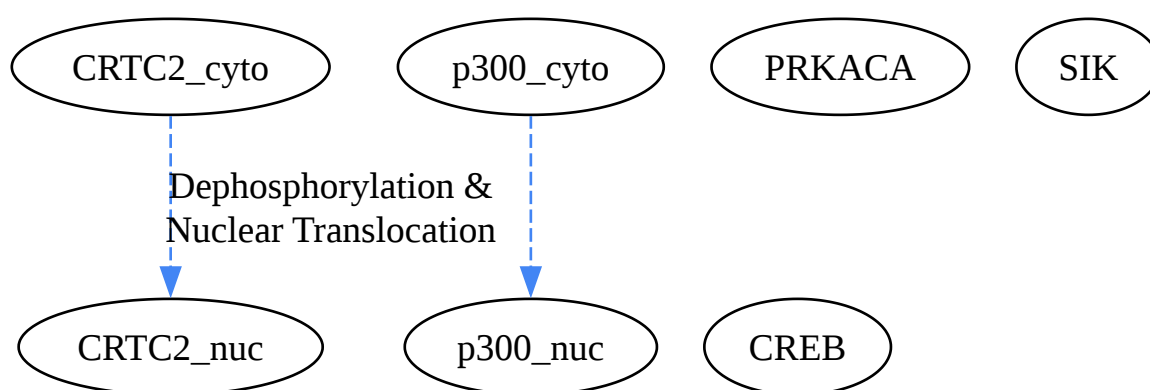 CRTC2_cyto
p300_cyto
PRKACA
SIK
Dephosphorylation &
Nuclear Translocation
CRTC2_nuc
p300_nuc
CREB